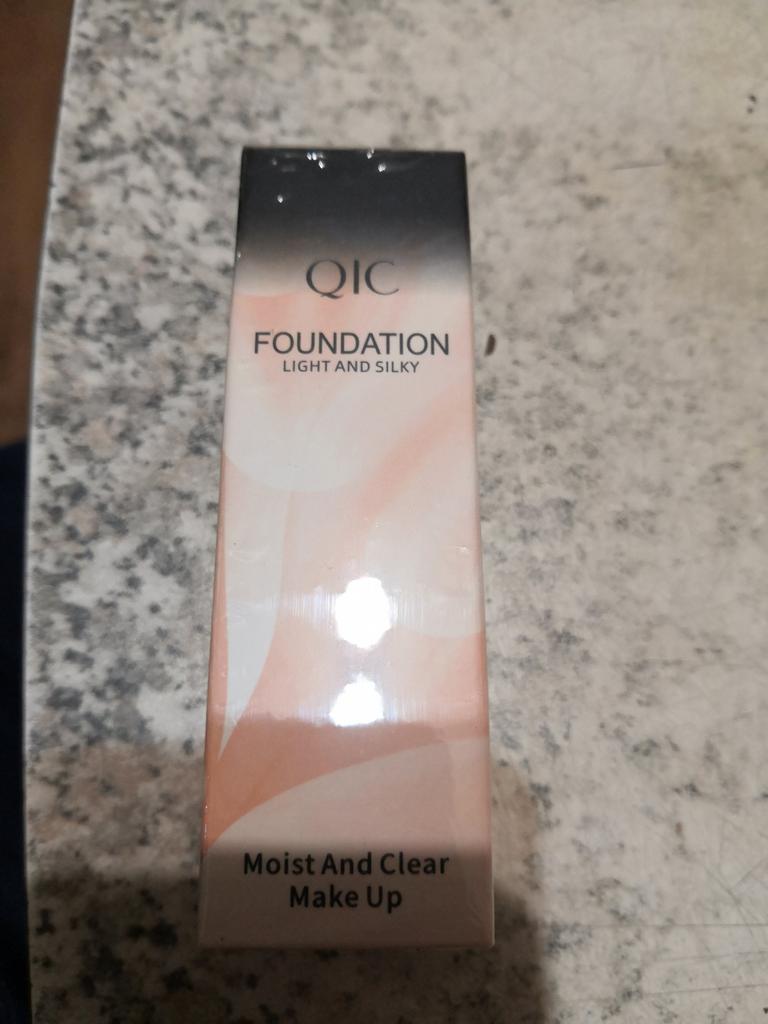 QIC
FOUNDATION
LIGHT AND SILKY
Moist And Clear
Make Up